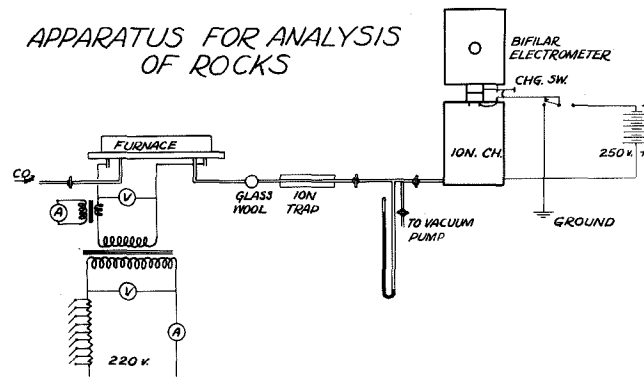 APPARATUS FOR ANALYSIS
OF ROCKS
BIFILAR
ELECTROMETER
CHG. SW.
FURNACE
ION. CH.
250 V.
CO₂
V
A
GLASS
WOOL
ION
TRAP
TO VACUUM
PUMP
GROUND
V
A
220 V.